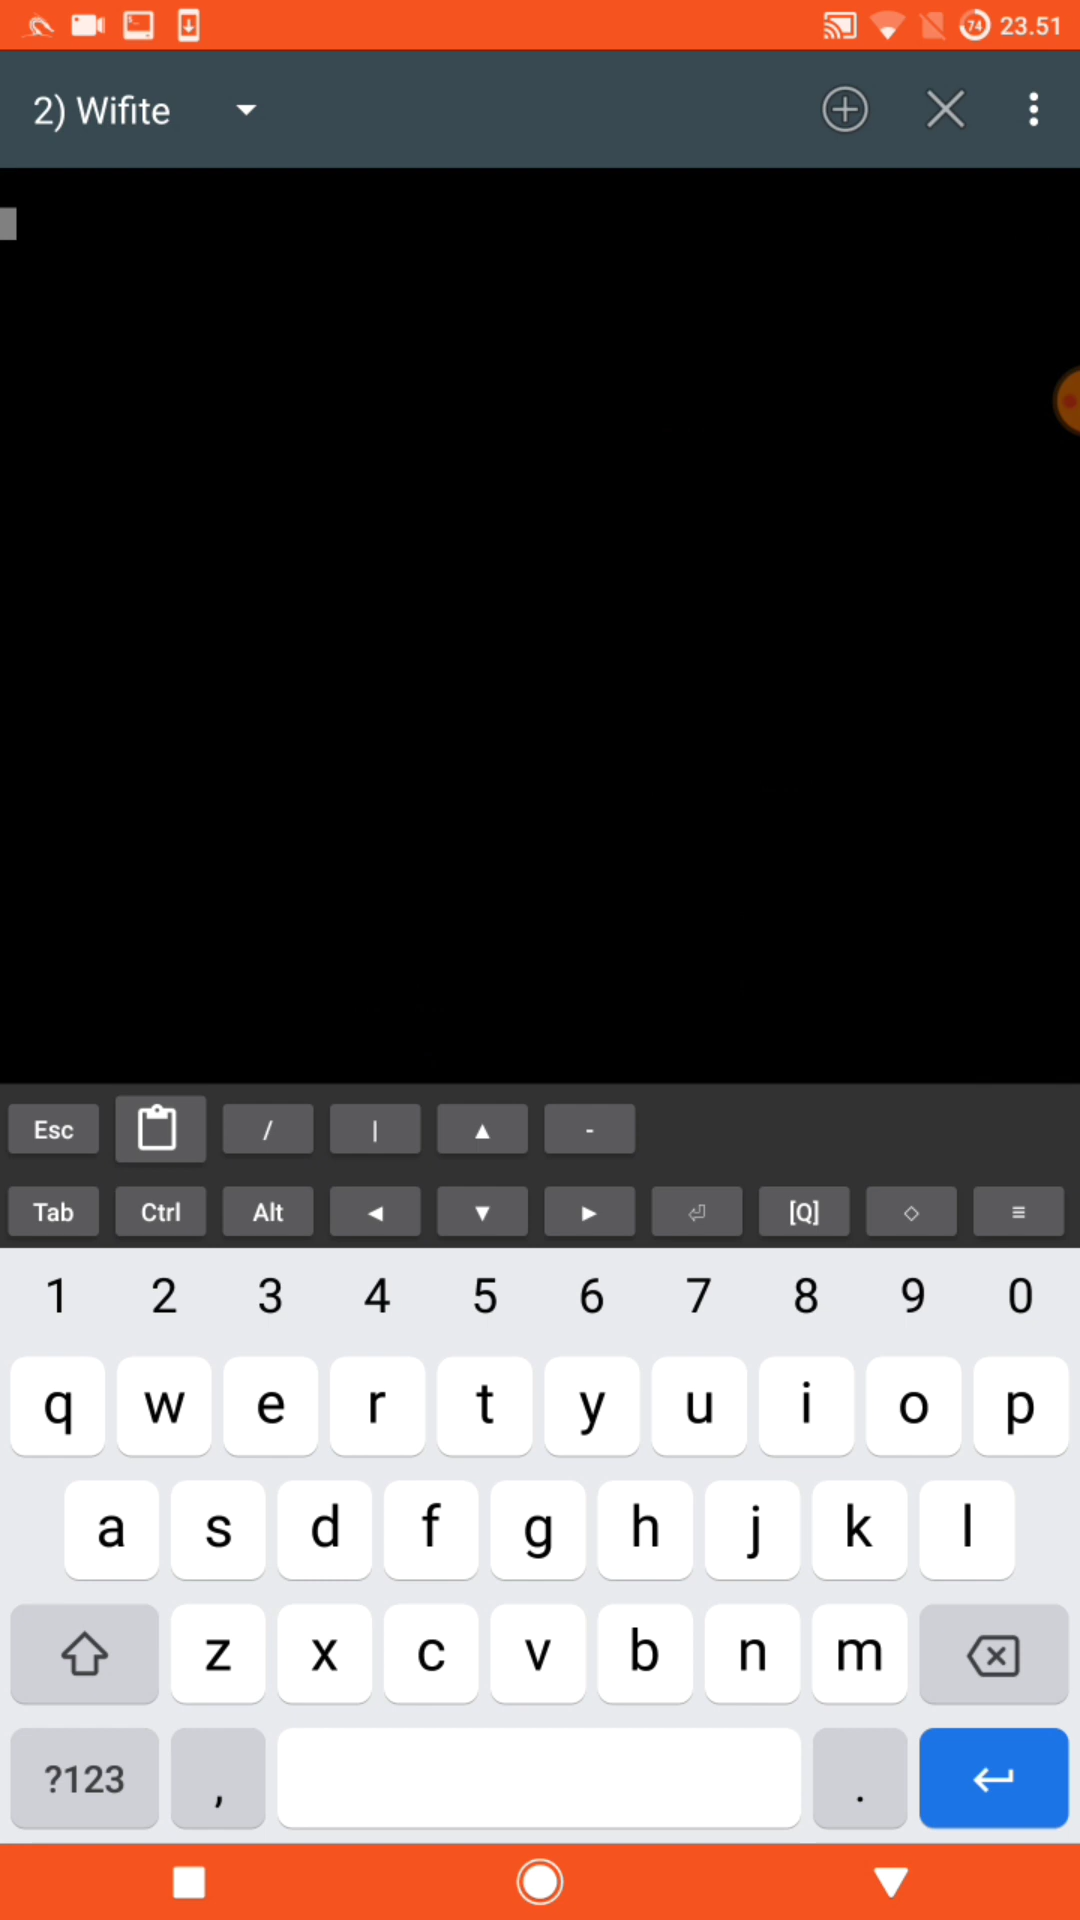 74 23.51
2) Wifite
Esc / | ▲ -
Tab Ctrl Alt ◄ ▼ ► ⏎ [Q] ◇ ≡
1 2 3 4 5 6 7 8 9 0
q w e r t y u i o p
a s d f g h j k l
z x c v b n m
?123 , .